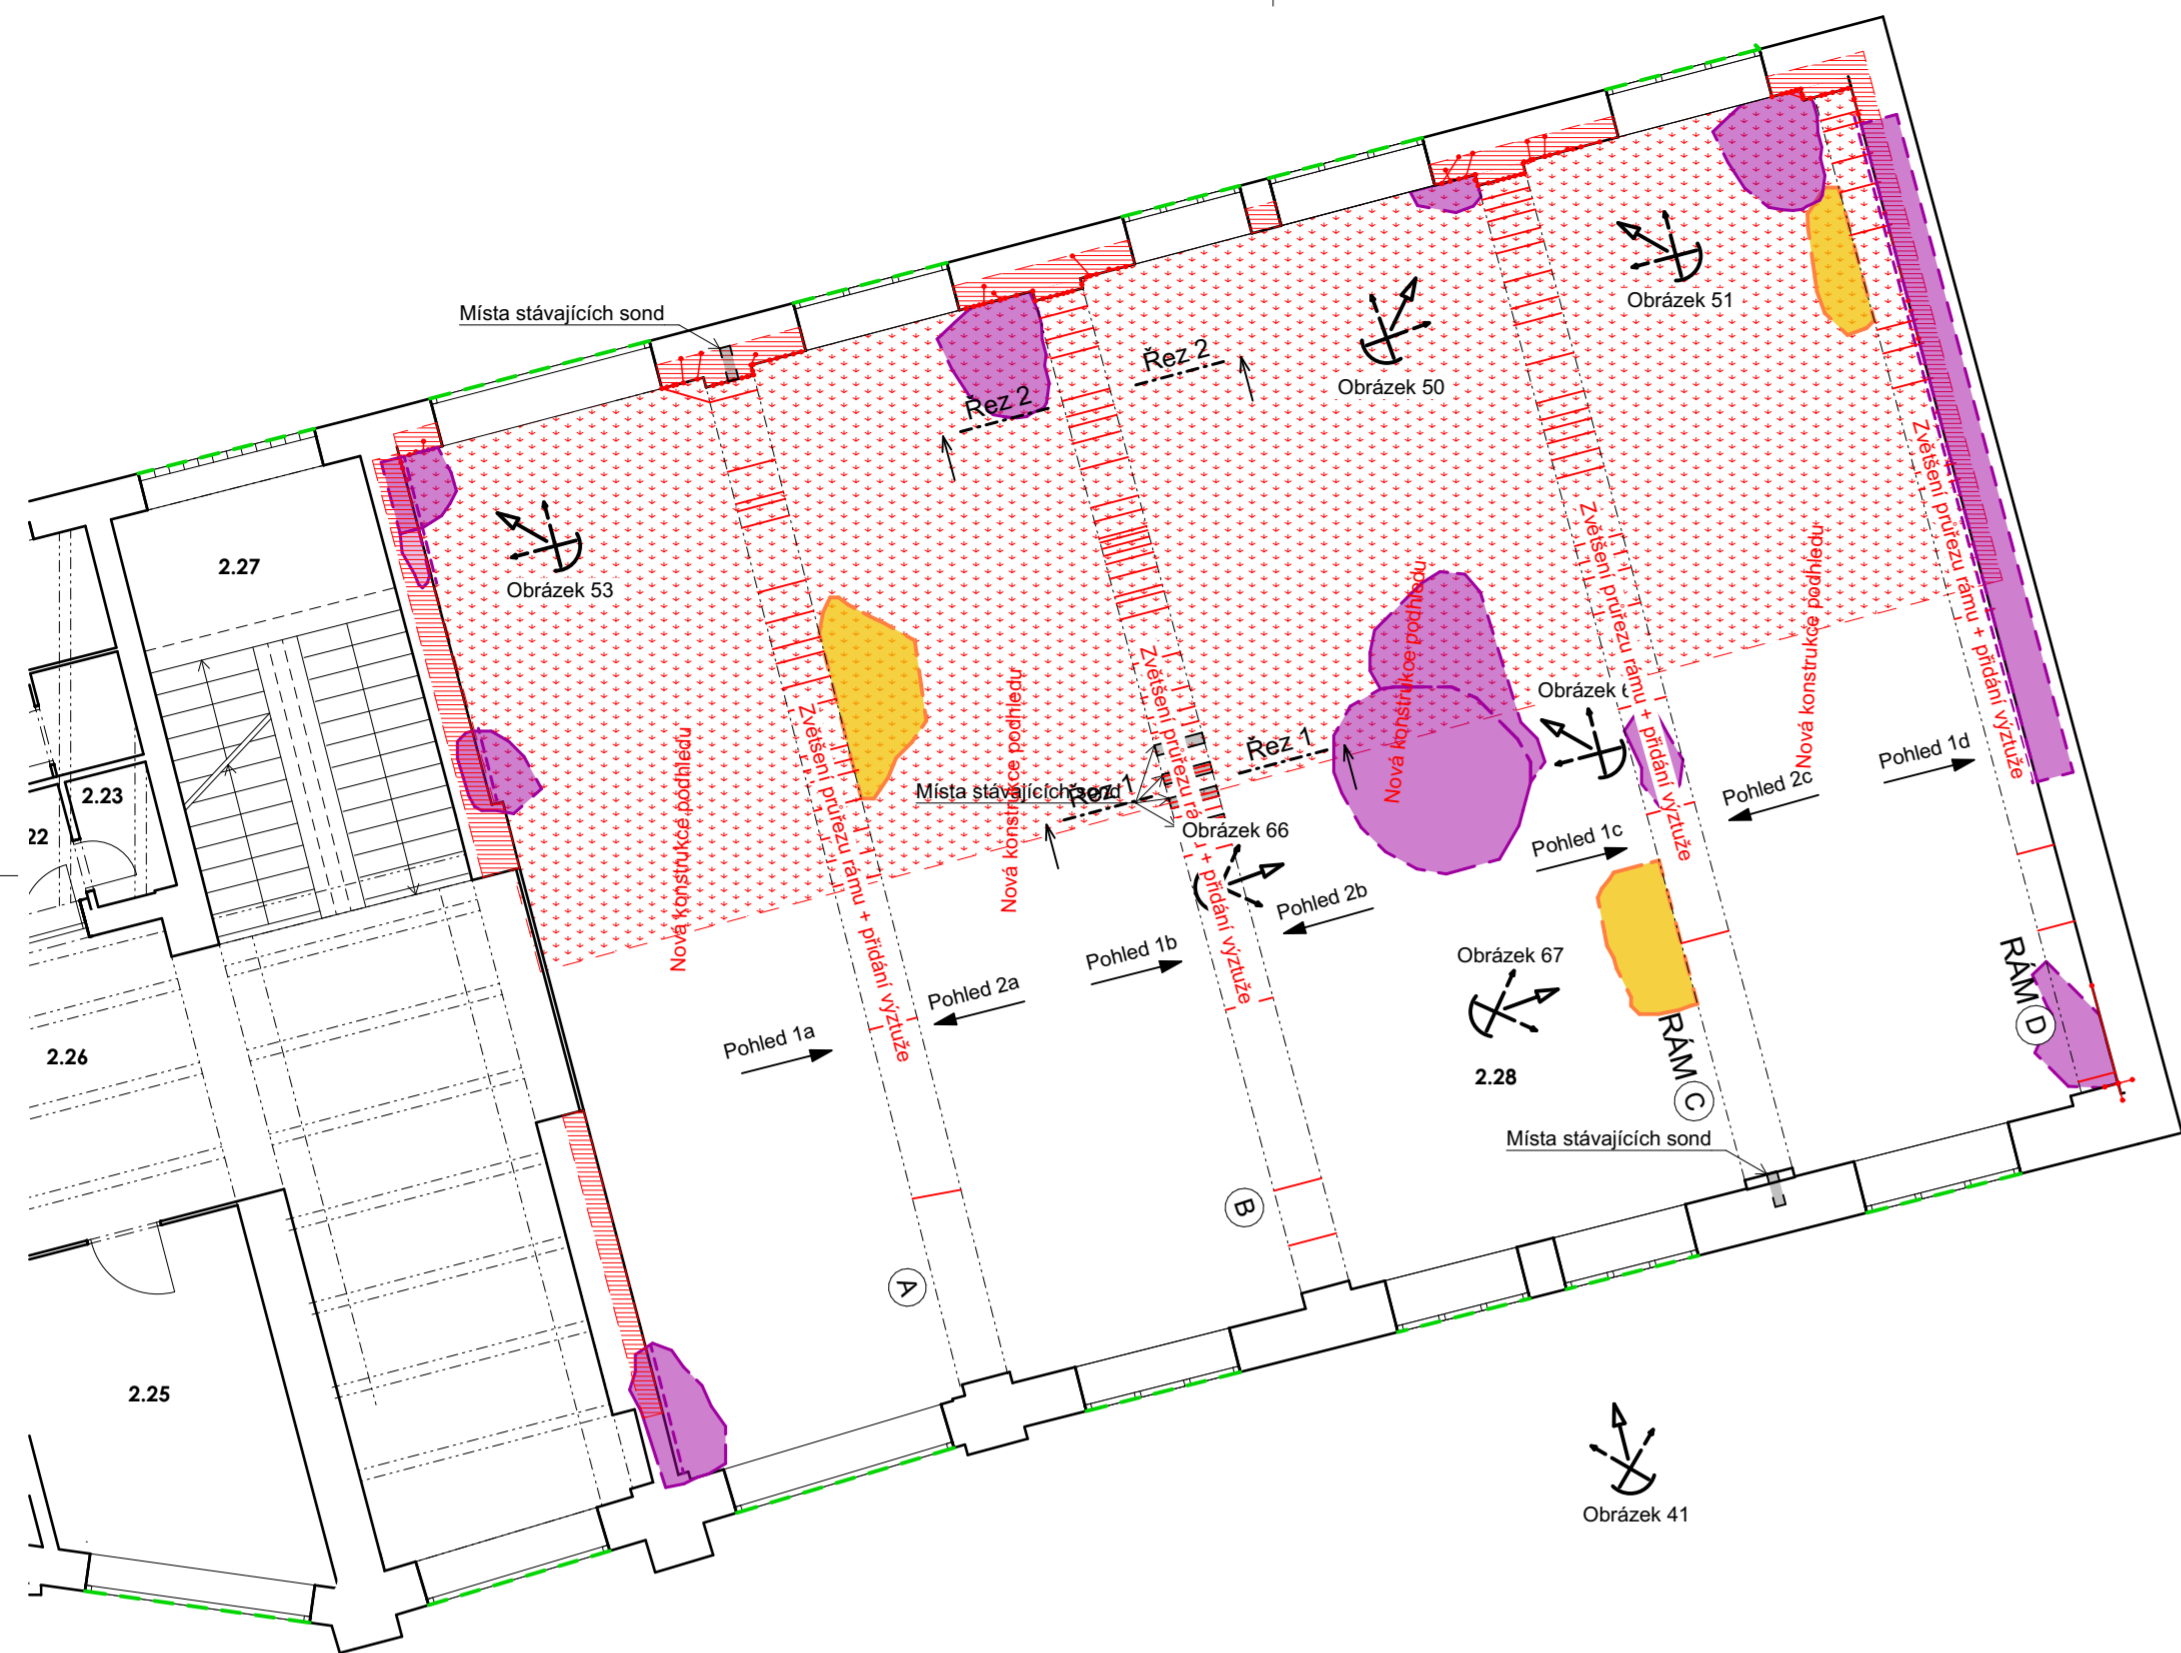 Místa stávajících sond
Řez 2
Řez 2
Obrázek 51
Obrázek 50
Obrázek 53
2.27
2.23
22
2.26
2.25
2.28
Nová konstrukce podhledu
Nová konstrukce podhledu
Nová konstrukce podhledu
Nová konstrukce podhledu
Zvětšení průřezu rámu + přidání výztuže
Zvětšení průřezu rámu + přidání výztuže
Zvětšení průřezu rámu + přidání výztuže
Zvětšení průřezu rámu + přidání výztuže
Řez 1
Řez 1
Místa stávajících sond
Obrázek
Obrázek 66
Obrázek 67
Pohled 1d
Pohled 2c
Pohled 1c
Pohled 2b
Pohled 1b
Pohled 2a
Pohled 1a
RÁM D
RÁM C
B
A
Místa stávajících sond
Obrázek 41